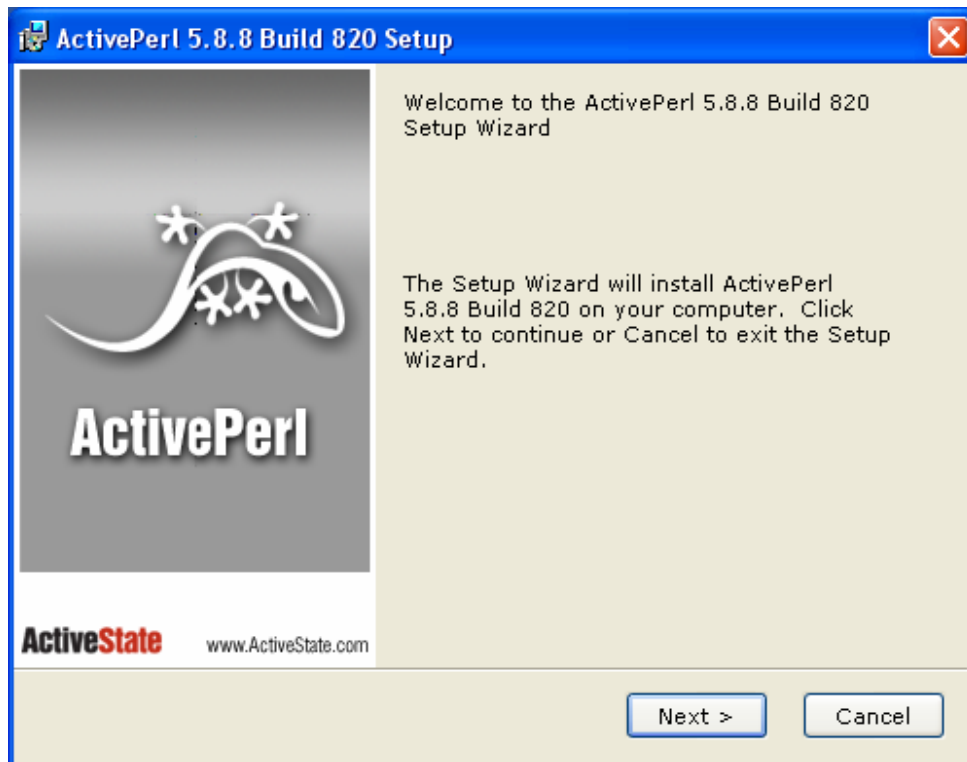 ActivePerl 5.8.8 Build 820 Setup
Welcome to the ActivePerl 5.8.8 Build 820
Setup Wizard
The Setup Wizard will install ActivePerl
5.8.8 Build 820 on your computer.  Click
Next to continue or Cancel to exit the Setup
Wizard.
ActivePerl
ActiveState www.ActiveState.com
Next >
Cancel